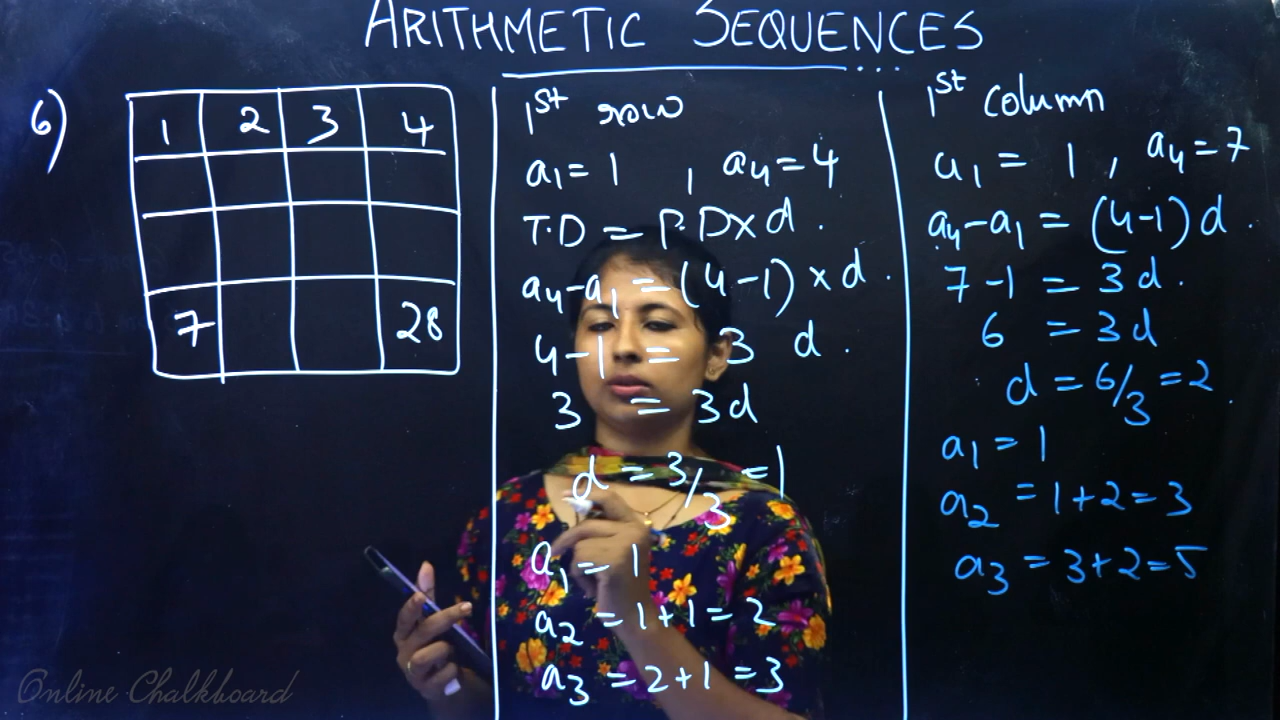 ARITHMETIC SEQUENCES
6)
1 2 3 4
7 28
1st row
a1 = 1 , a4 = 4
T.D = P.D x d .
a4 - a1 = (4-1) x d .
4 - 1 = 3 d .
3 = 3d
d = 3/3 = 1
a1 = 1
a2 = 1+1 = 2
a3 = 2+1 = 3
1st column
a1 = 1 , a4 = 7
a4 - a1 = (4-1) d .
7 - 1 = 3 d .
6 = 3 d
d = 6/3 = 2 .
a1 = 1
a2 = 1+2 = 3
a3 = 3+2 = 5
Online Chalkboard